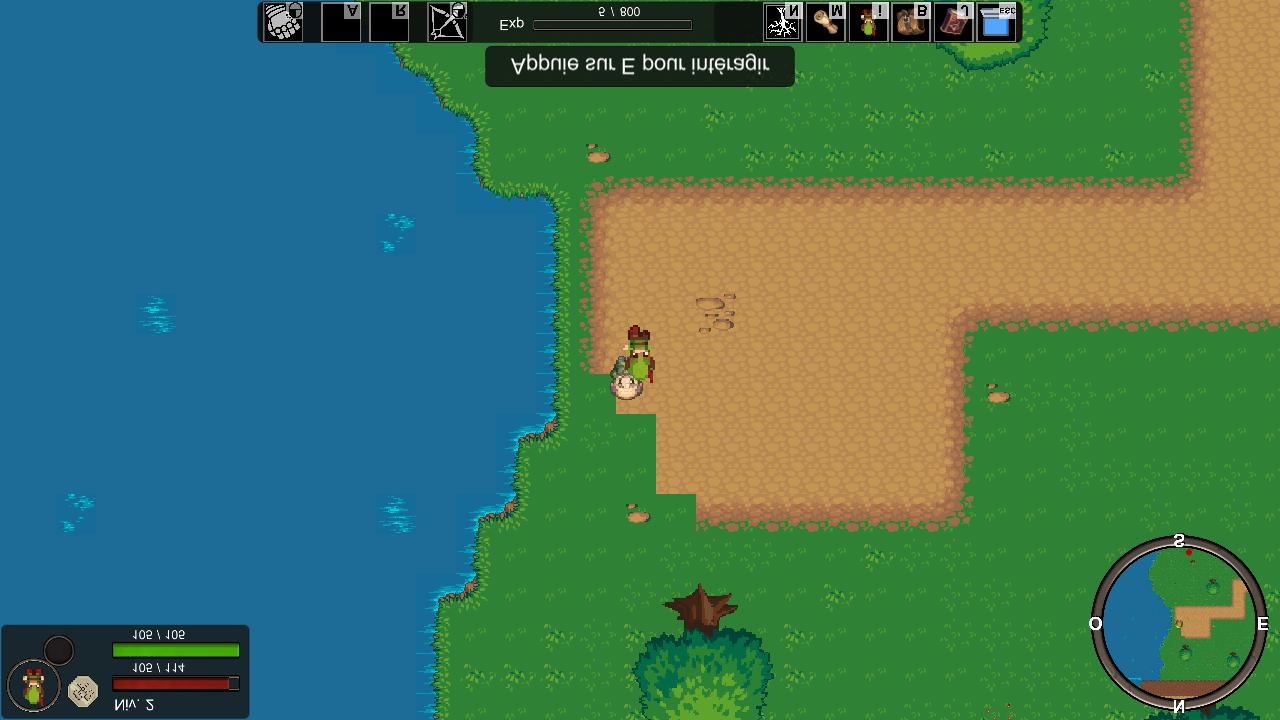 Niv. 2
105 / 114
105 / 105
N
O
E
S
Appuie sur E pour intéragir
5 / 800
Exp
A
R
N
M
I
B
J
ESC